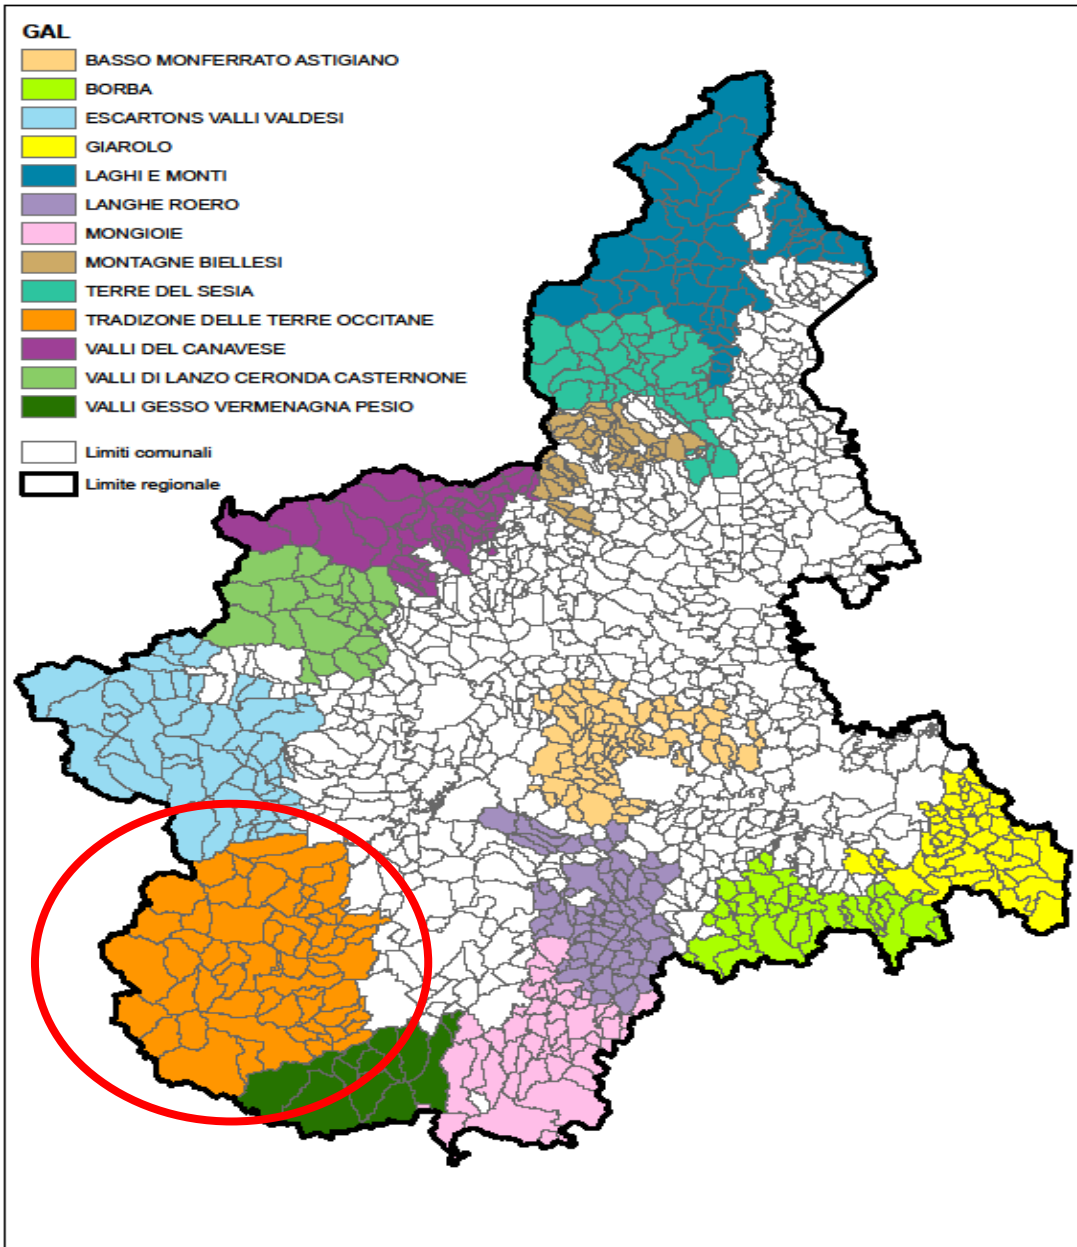 GAL
BASSO MONFERRATO ASTIGIANO
BORBA
ESCARTONS VALLI VALDESI
GIAROLO
LAGHI E MONTI
LANGHE ROERO
MONGIOIE
MONTAGNE BIELLESI
TERRE DEL SESIA
TRADIZONE DELLE TERRE OCCITANE
VALLI DEL CANAVESE
VALLI DI LANZO CERONDA CASTERNONE
VALLI GESSO VERMENAGNA PESIO
Limiti comunali
Limite regionale